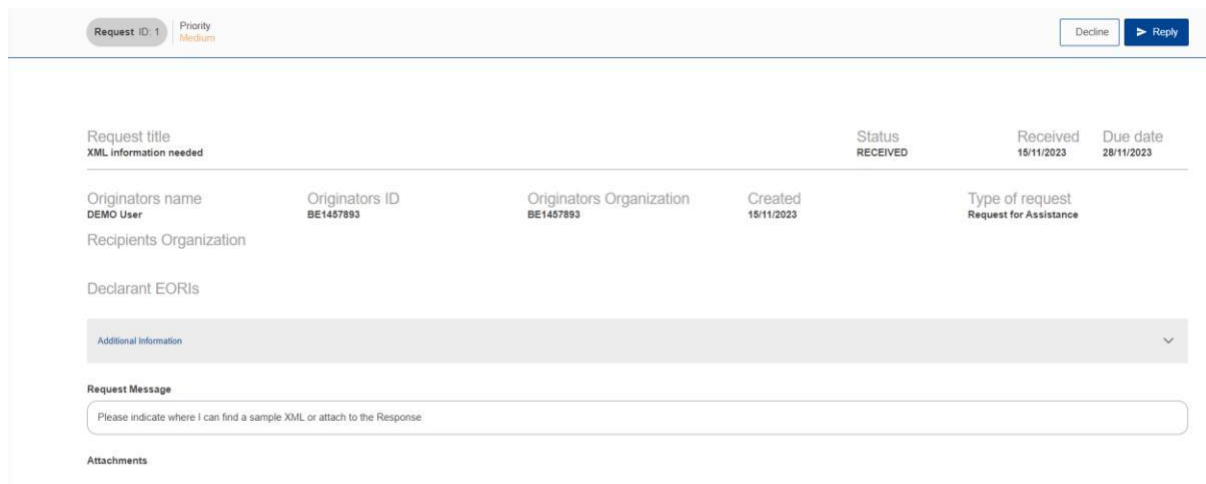 Request ID: 1
Priority
Medium
Decline
Reply
Request title
XML information needed
Status
RECEIVED
Received
15/11/2023
Due date
28/11/2023
Originators name
DEMO User
Originators ID
BE1457893
Originators Organization
BE1457893
Created
15/11/2023
Type of request
Request for Assistance
Recipients Organization
Declarant EORIs
Additional Information
Request Message
Please indicate where I can find a sample XML or attach to the Response
Attachments